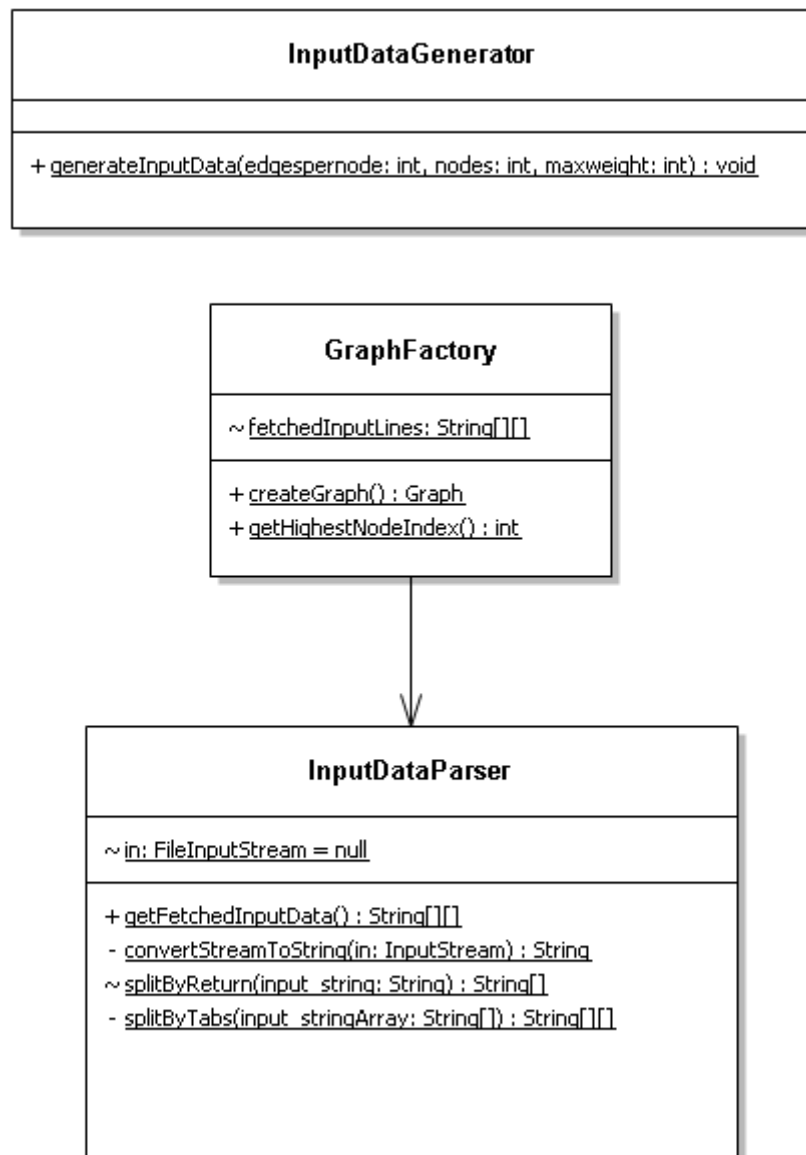 InputDataGenerator
+ generateInputData(edgespernode: int, nodes: int, maxweight: int) : void
GraphFactory
~ fetchedInputLines: String[][]
+ createGraph() : Graph
+ getHighestNodeIndex() : int
InputDataParser
~ in: FileInputStream = null
+ getFetchedInputData() : String[][]
- convertStreamToString(in: InputStream) : String
~ splitByReturn(input_string: String) : String[]
- splitByTabs(input_stringArray: String[]) : String[][]